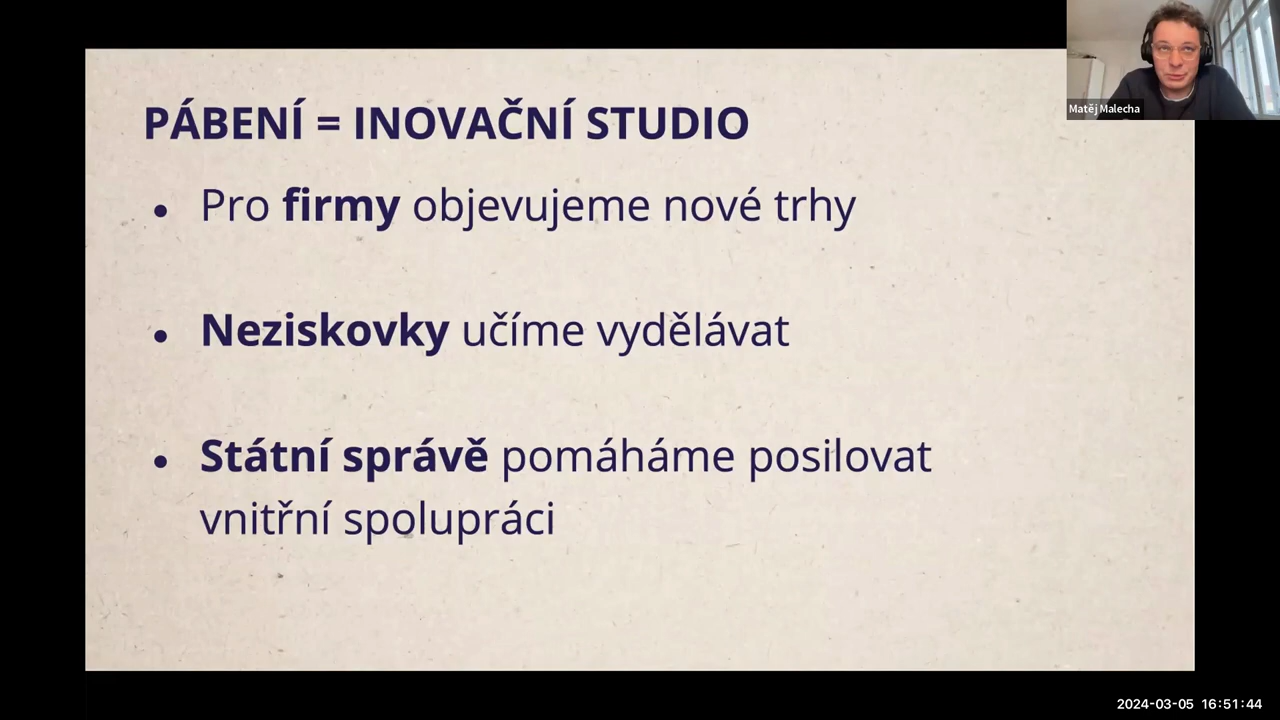 PÁBENÍ = INOVAČNÍ STUDIO
• Pro firmy objevujeme nové trhy
• Neziskovky učíme vydělávat
• Státní správě pomáháme posilovat
vnitřní spolupráci
Matěj Malecha
2024-03-05 16:51:44